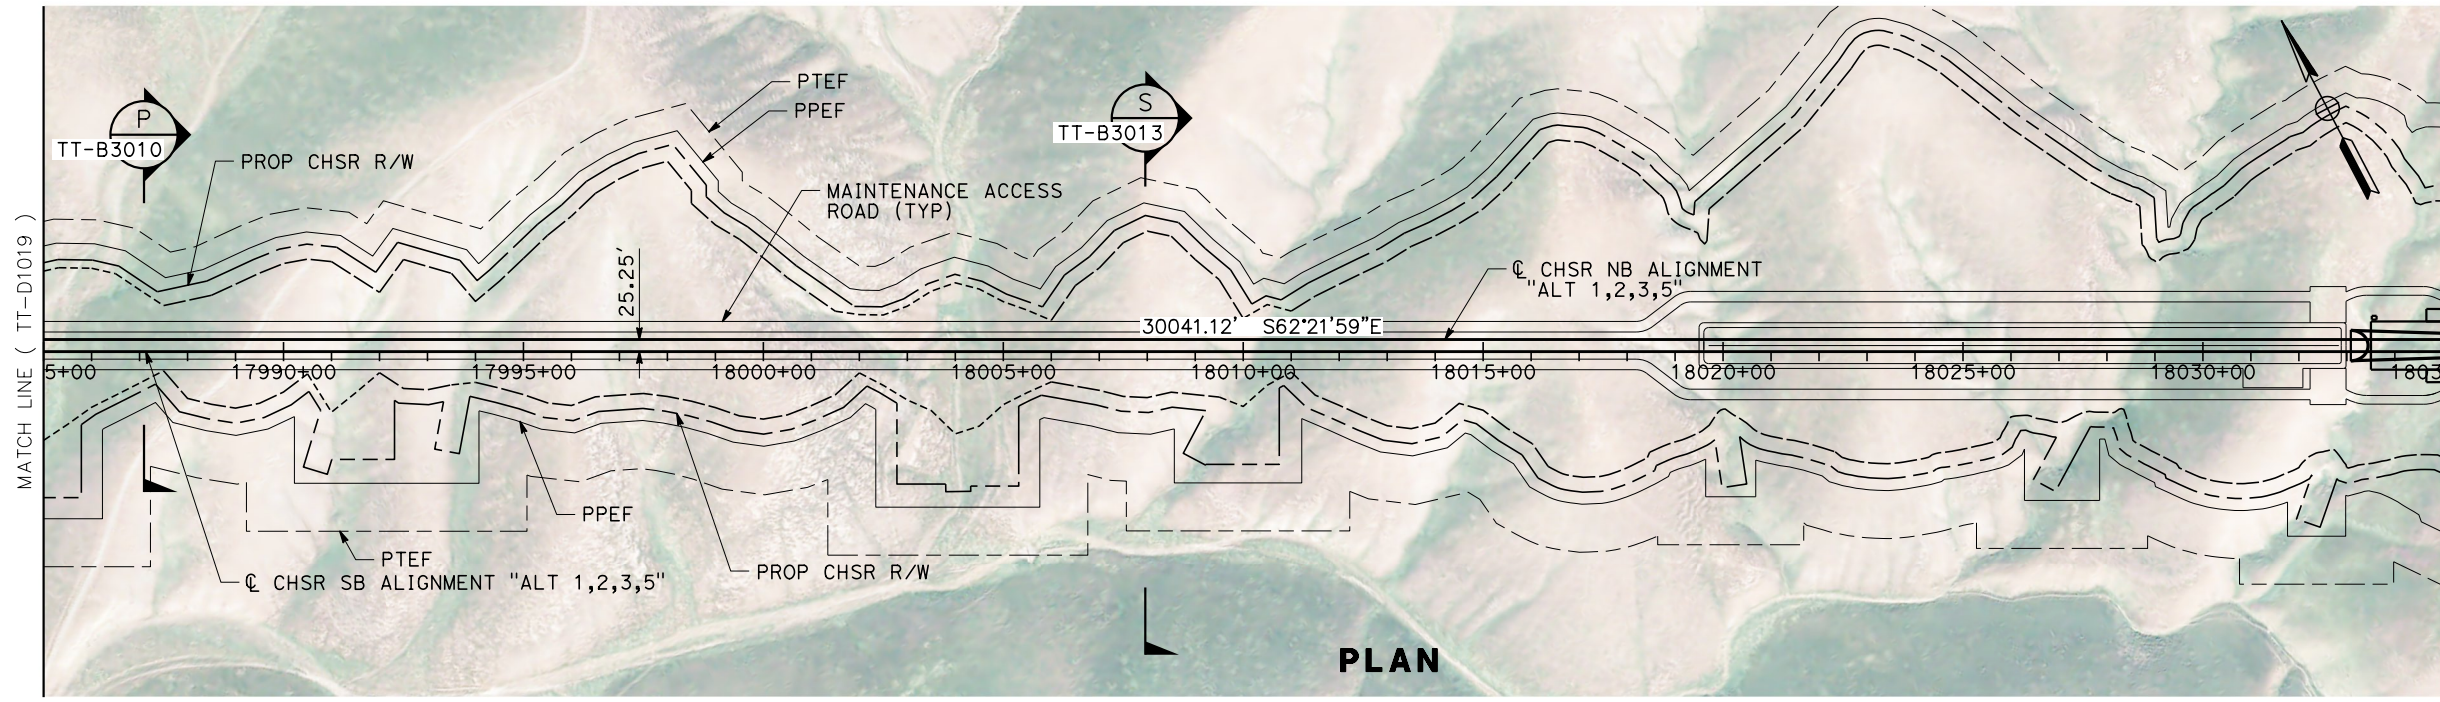 PTEF
PPEF
P
TT-B3010
S
TT-B3013
PROP CHSR R/W
MAINTENANCE ACCESS
ROAD (TYP)
MATCH LINE ( TT-D1019 )
25.25'
℄ CHSR NB ALIGNMENT
"ALT 1,2,3,5"
30041.12' S62°21'59"E
5+00 17990+00 17995+00 18000+00 18005+00 18010+00 18015+00 18020+00 18025+00 18030+00 1803
PPEF
PTEF
PROP CHSR R/W
℄ CHSR SB ALIGNMENT "ALT 1,2,3,5"
PLAN